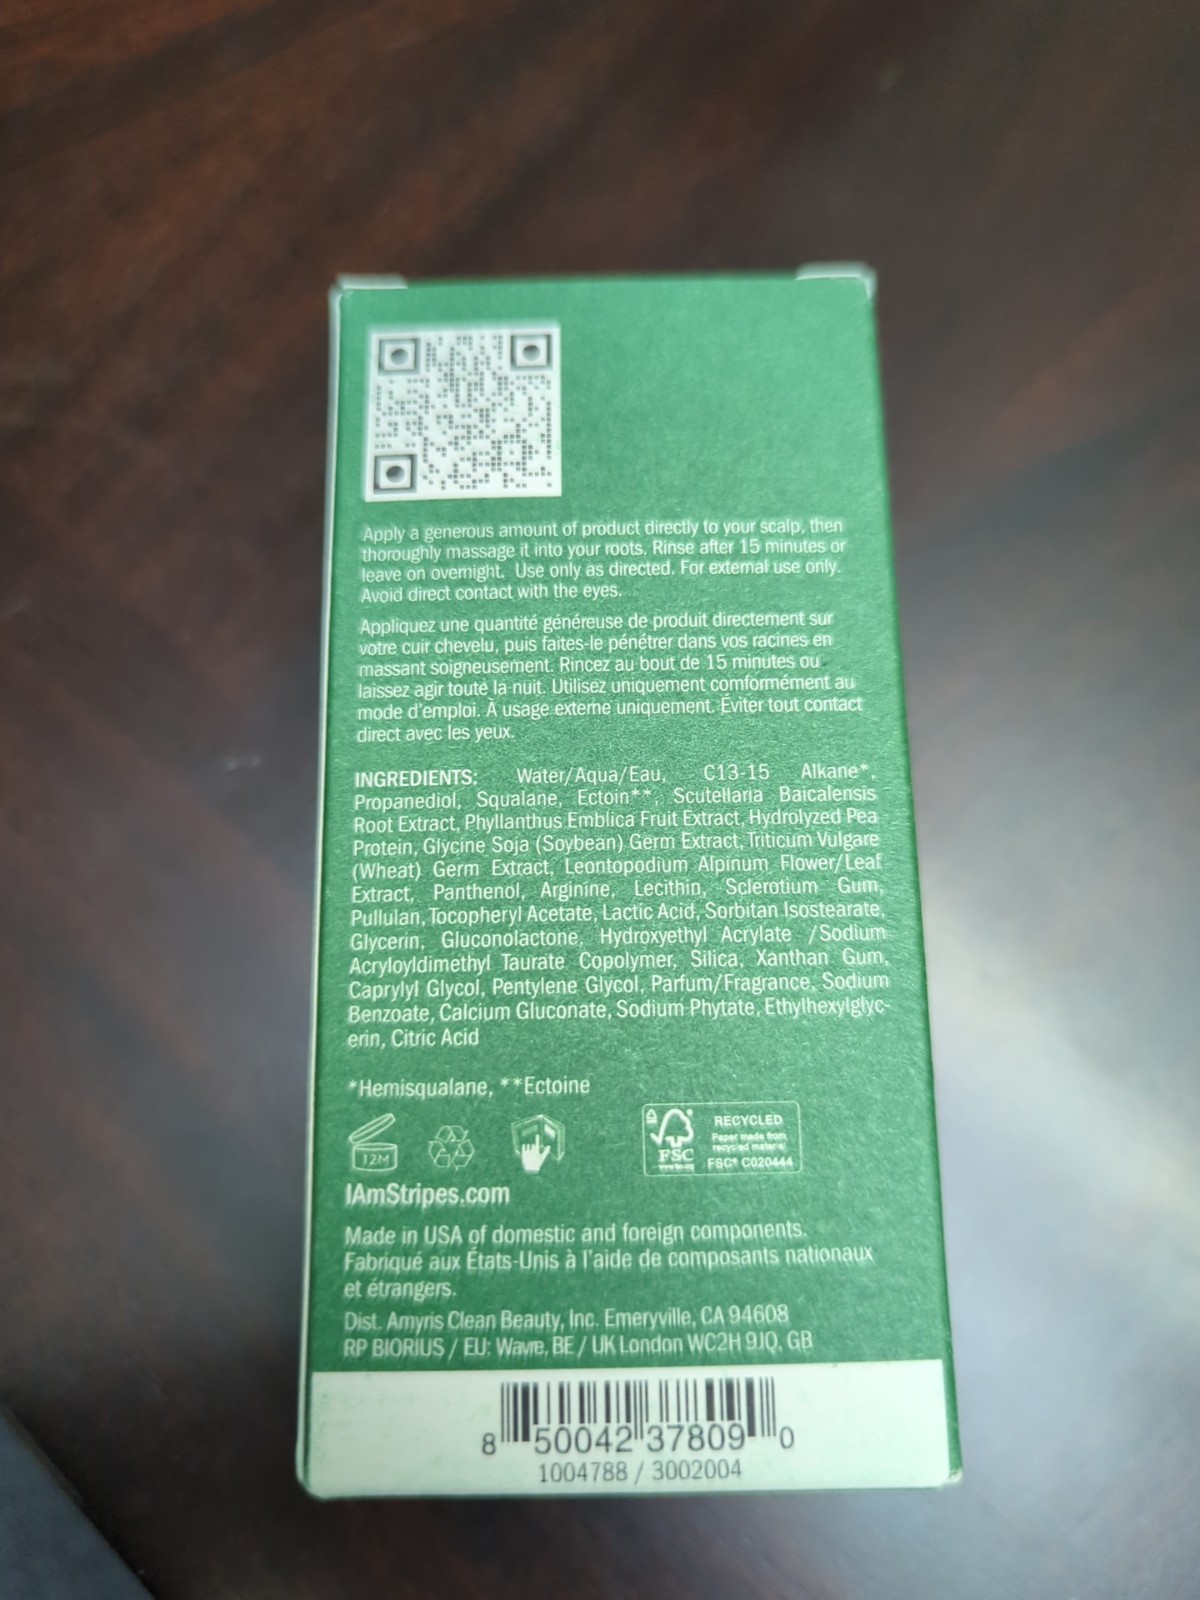 Apply a generous amount of product directly to your scalp, then
thoroughly massage it into your roots. Rinse after 15 minutes or
leave on overnight. Use only as directed. For external use only.
Avoid direct contact with the eyes.
Appliquez une quantité généreuse de produit directement sur
votre cuir chevelu, puis faites-le pénétrer dans vos racines en
massant soigneusement. Rincez au bout de 15 minutes ou
laissez agir toute la nuit. Utilisez uniquement comformément au
mode d'emploi. À usage externe uniquement. Éviter tout contact
direct avec les yeux.
INGREDIENTS: Water/Aqua/Eau, C13-15 Alkane*,
Propanediol, Squalane, Ectoin**, Scutellaria Baicalensis
Root Extract, Phyllanthus Emblica Fruit Extract, Hydrolyzed Pea
Protein, Glycine Soja (Soybean) Germ Extract, Triticum Vulgare
(Wheat) Germ Extract, Leontopodium Alpinum Flower/Leaf
Extract, Panthenol, Arginine, Lecithin, Sclerotium Gum,
Pullulan, Tocopheryl Acetate, Lactic Acid, Sorbitan Isostearate,
Glycerin, Gluconolactone, Hydroxyethyl Acrylate /Sodium
Acryloyldimethyl Taurate Copolymer, Silica, Xanthan Gum,
Caprylyl Glycol, Pentylene Glycol, Parfum/Fragrance, Sodium
Benzoate, Calcium Gluconate, Sodium Phytate, Ethylhexylglyc-
erin, Citric Acid
*Hemisqualane, **Ectoine
12M
FSC
RECYCLED
Paper made from
recycled material
FSC® C020444
IAmStripes.com
Made in USA of domestic and foreign components.
Fabriqué aux États-Unis à l'aide de composants nationaux
et étrangers.
Dist. Amyris Clean Beauty, Inc. Emeryville, CA 94608
RP BIORIUS / EU: Wavre, BE / UK London WC2H 9JQ, GB
8 50042 37809 0
1004788 / 3002004